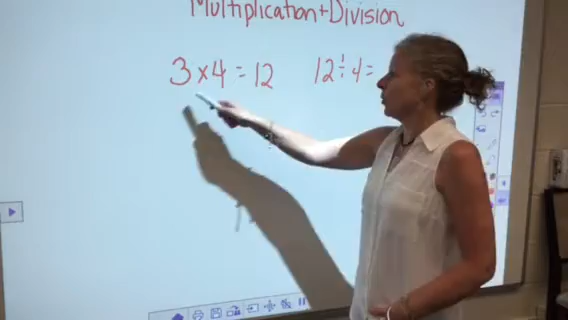 Multiplication+Division
3 x 4 = 12 12 ÷ 4 =